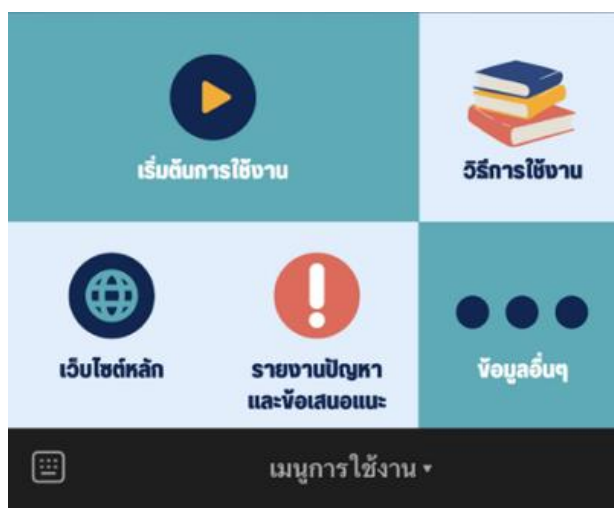 เริ่มต้นการใช้งาน
วิธีการใช้งาน
เว็บไซต์หลัก
รายงานปัญหา
และข้อเสนอแนะ
ข้อมูลอื่นๆ
เมนูการใช้งาน